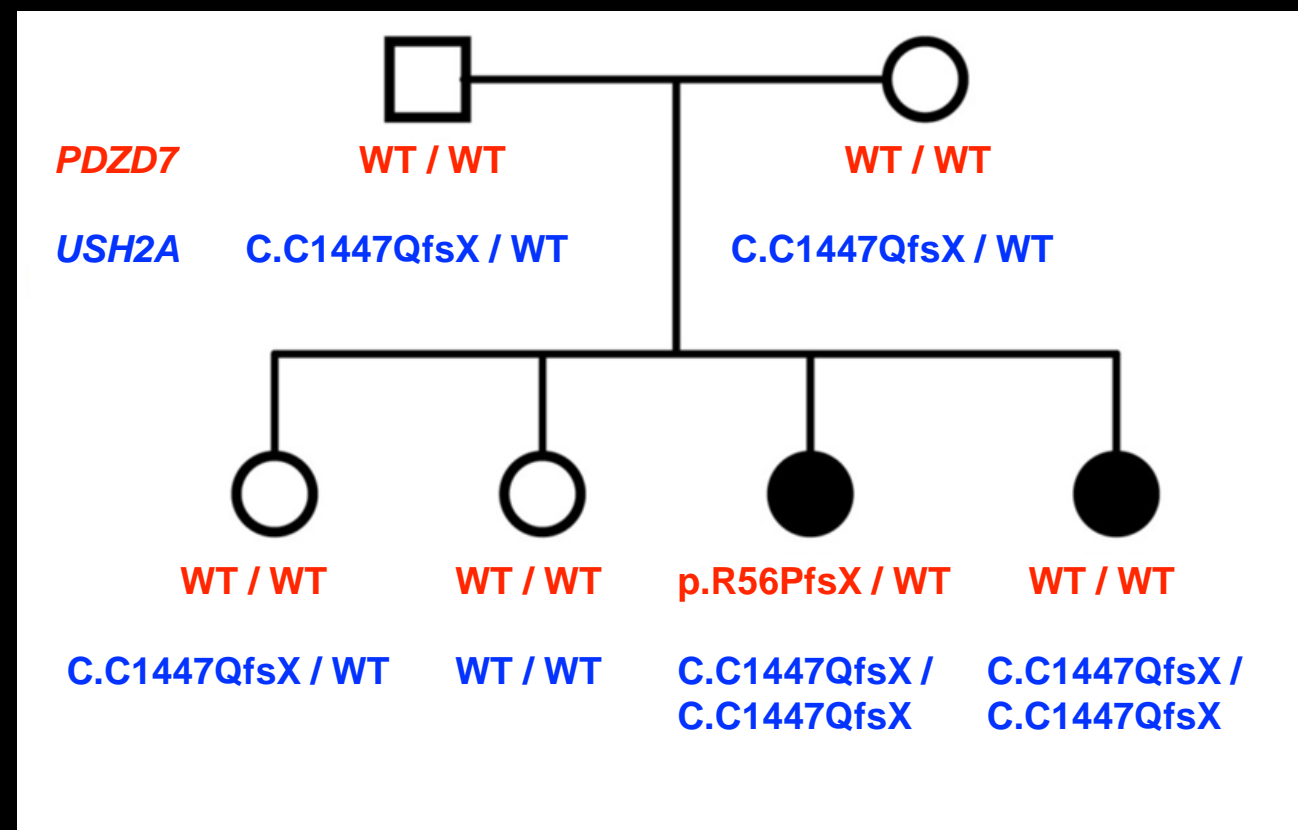 PDZD7 WT / WT WT / WT
USH2A C.C1447QfsX / WT C.C1447QfsX / WT
WT / WT WT / WT p.R56PfsX / WT WT / WT
C.C1447QfsX / WT WT / WT C.C1447QfsX / C.C1447QfsX /
C.C1447QfsX C.C1447QfsX